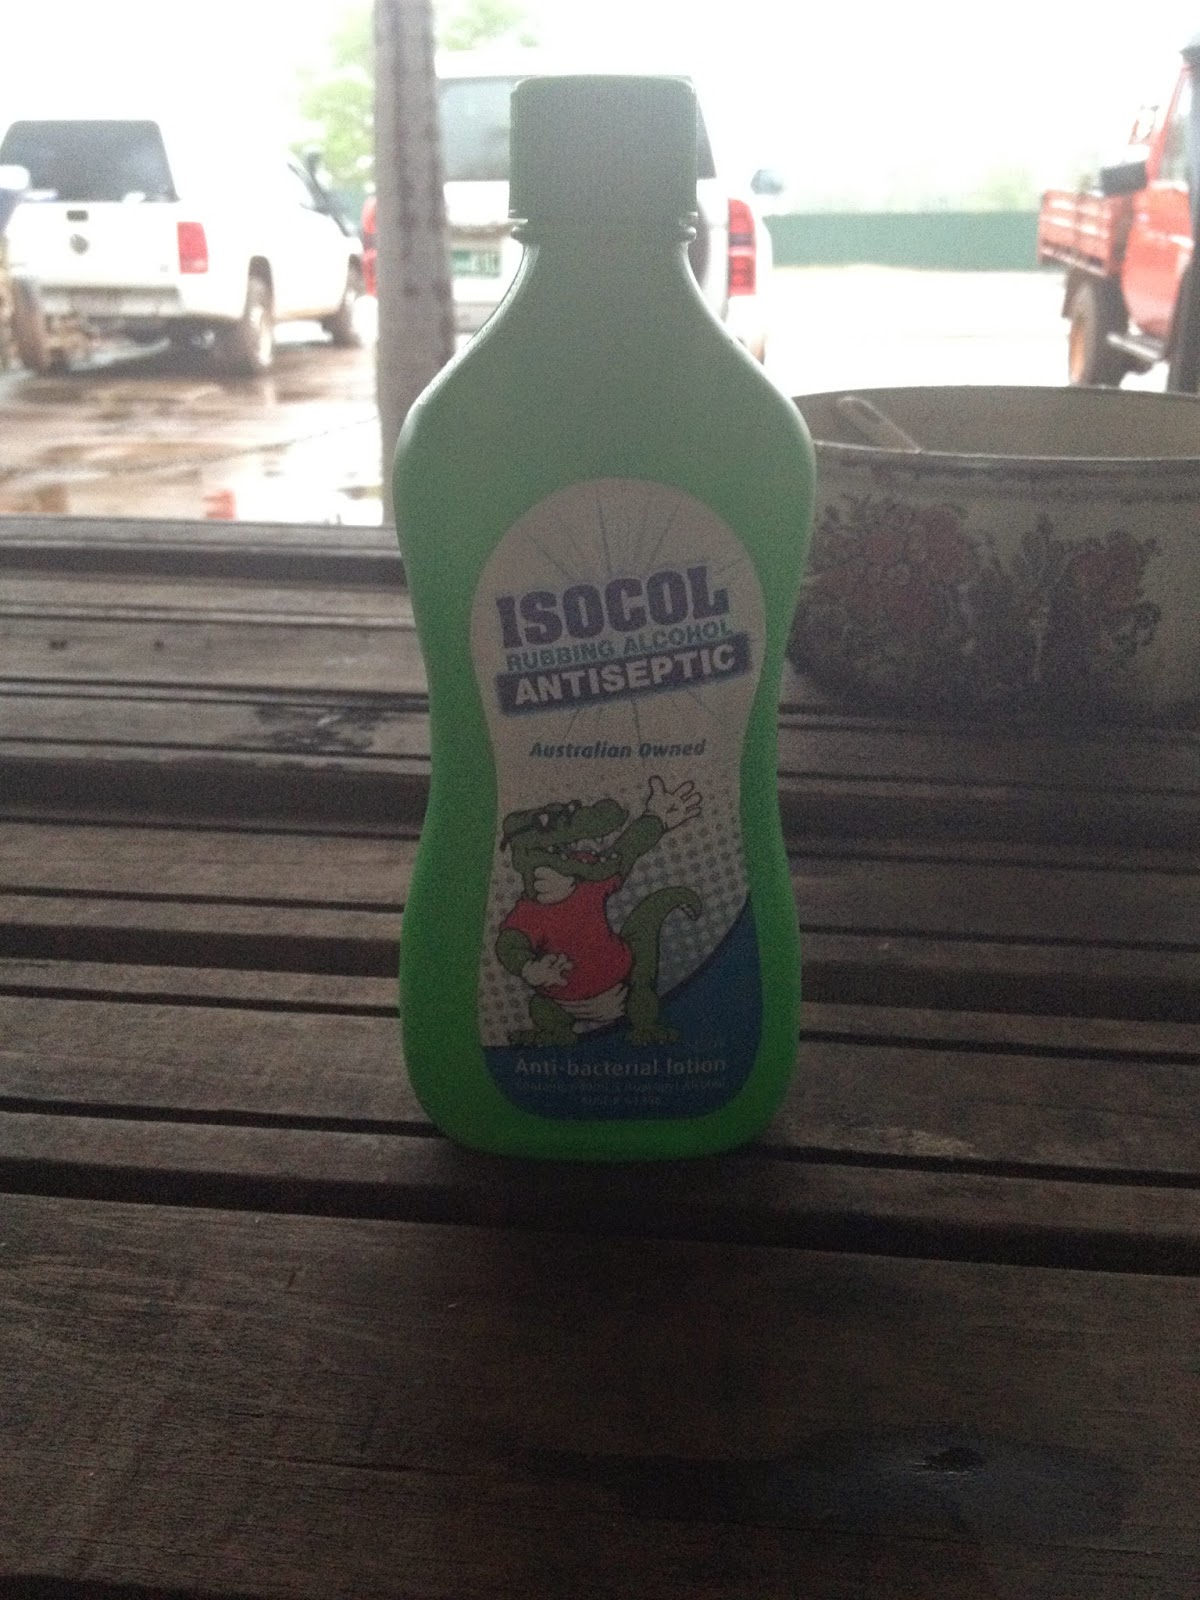 ISOCOL
RUBBING ALCOHOL
ANTISEPTIC
Australian Owned
Anti-bacterial lotion